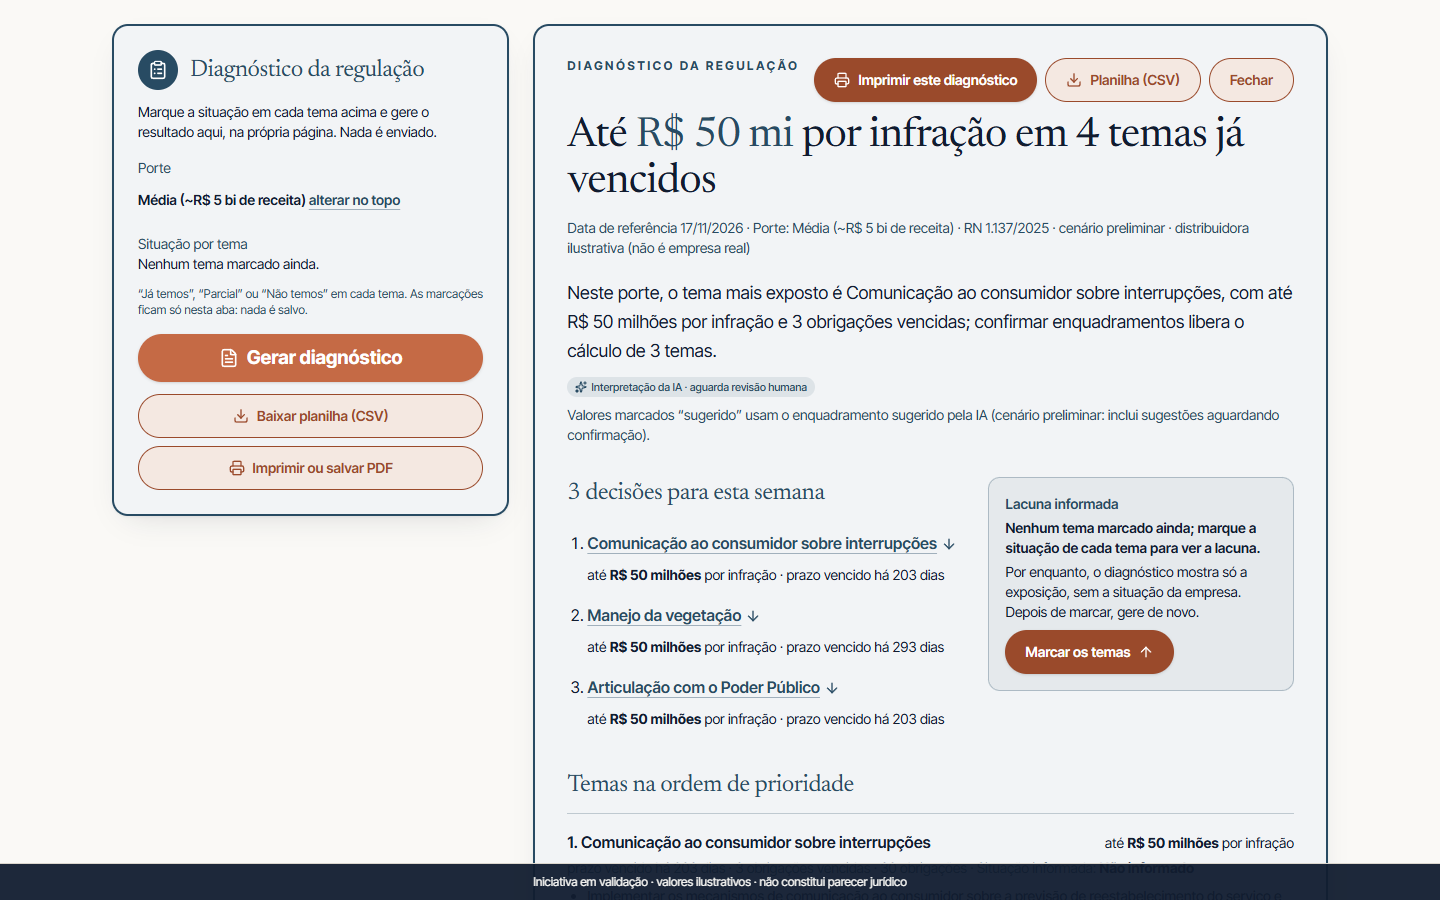 Diagnóstico da regulação
Marque a situação em cada tema acima e gere o
resultado aqui, na própria página. Nada é enviado.
Porte
Média (~R$ 5 bi de receita) alterar no topo
Situação por tema
Nenhum tema marcado ainda.
“Já temos”, “Parcial” ou “Não temos” em cada tema. As marcações
ficam só nesta aba: nada é salvo.
Gerar diagnóstico
Baixar planilha (CSV)
Imprimir ou salvar PDF
DIAGNÓSTICO DA REGULAÇÃO
Imprimir este diagnóstico
Planilha (CSV)
Fechar
Até R$ 50 mi por infração em 4 temas já
vencidos
Data de referência 17/11/2026 · Porte: Média (~R$ 5 bi de receita) · RN 1.137/2025 · cenário preliminar · distribuidora
ilustrativa (não é empresa real)
Neste porte, o tema mais exposto é Comunicação ao consumidor sobre interrupções, com até
R$ 50 milhões por infração e 3 obrigações vencidas; confirmar enquadramentos libera o
cálculo de 3 temas.
Interpretação da IA · aguarda revisão humana
Valores marcados “sugerido” usam o enquadramento sugerido pela IA (cenário preliminar: inclui sugestões aguardando
confirmação).
3 decisões para esta semana
1. Comunicação ao consumidor sobre interrupções ↓
até R$ 50 milhões por infração · prazo vencido há 203 dias
2. Manejo da vegetação ↓
até R$ 50 milhões por infração · prazo vencido há 293 dias
3. Articulação com o Poder Público ↓
até R$ 50 milhões por infração · prazo vencido há 203 dias
Lacuna informada
Nenhum tema marcado ainda; marque a
situação de cada tema para ver a lacuna.
Por enquanto, o diagnóstico mostra só a
exposição, sem a situação da empresa.
Depois de marcar, gere de novo.
Marcar os temas ↑
Temas na ordem de prioridade
1. Comunicação ao consumidor sobre interrupções
até R$ 50 milhões por infração
Iniciativa em validação · valores ilustrativos · não constitui parecer jurídico